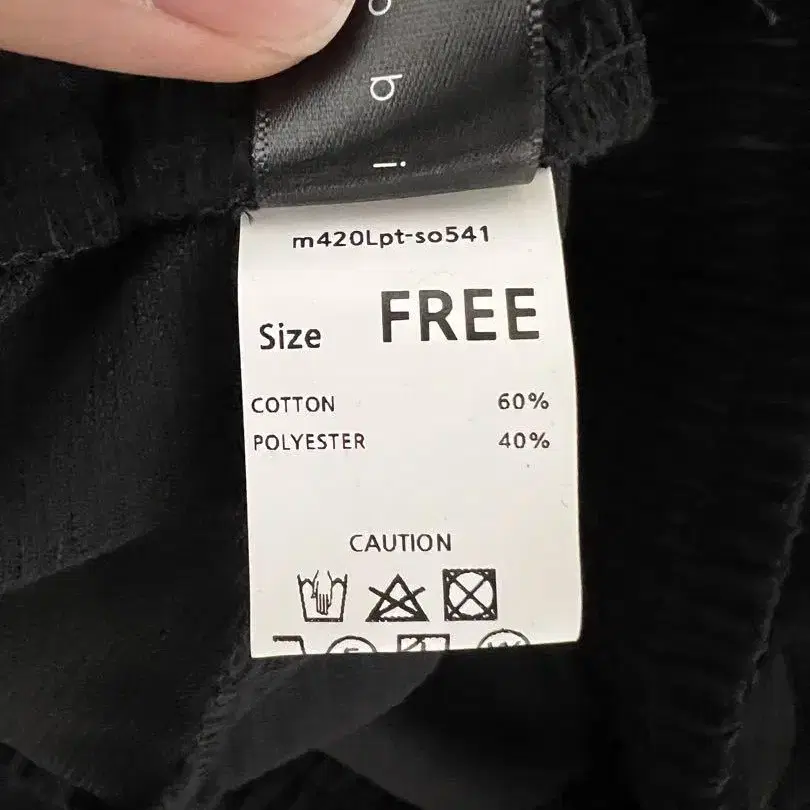 m420Lpt-so541
Size FREE
COTTON 60%
POLYESTER 40%
CAUTION